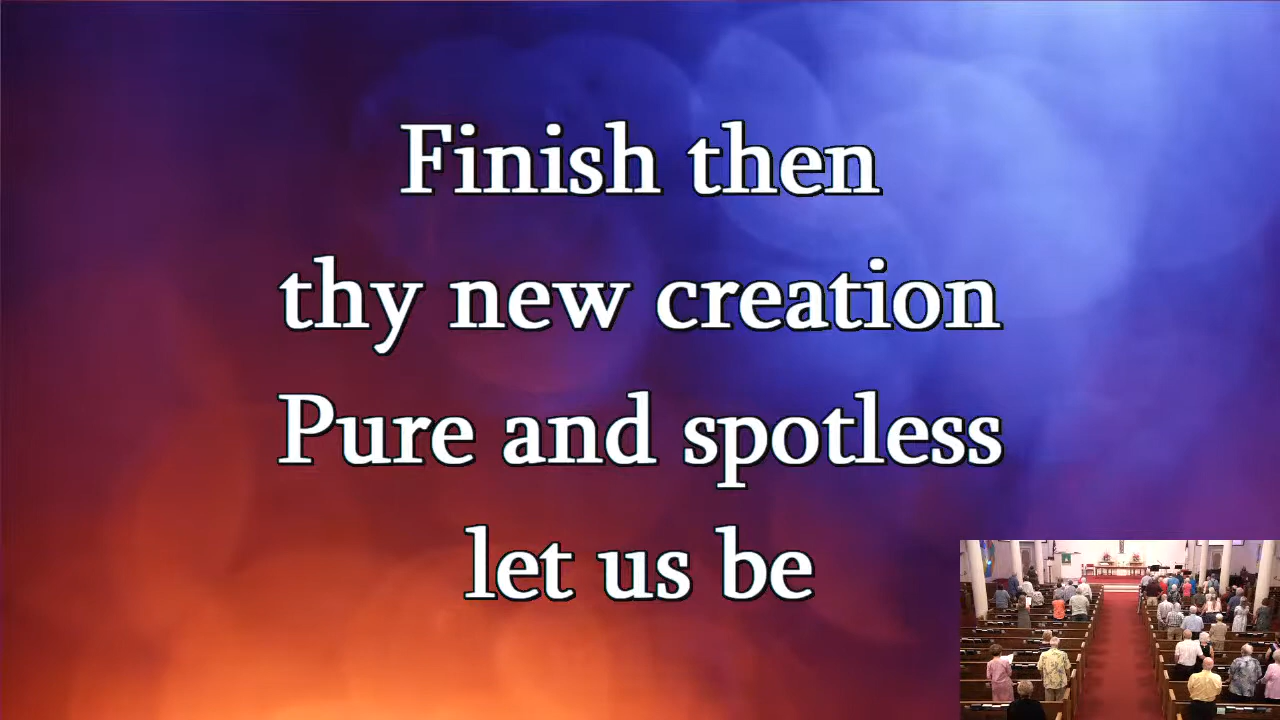 Finish then
thy new creation
Pure and spotless
let us be